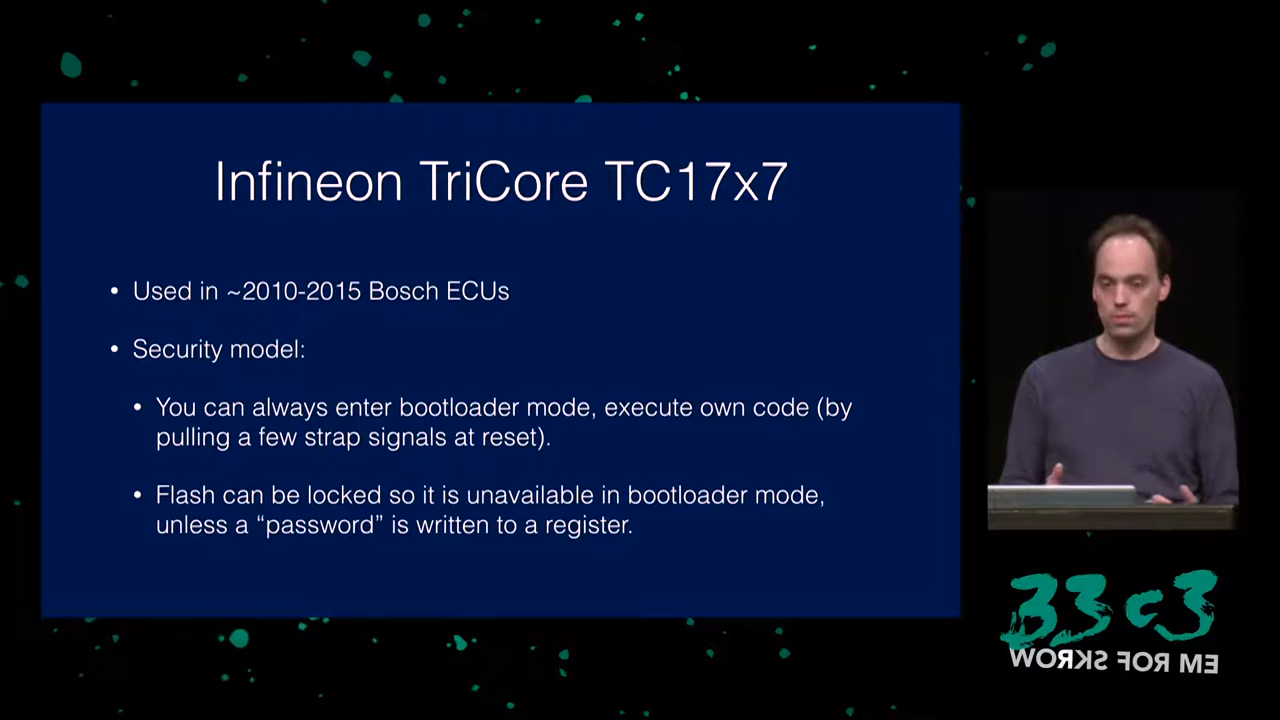 Infineon TriCore TC17x7
• Used in ~2010-2015 Bosch ECUs
• Security model:
• You can always enter bootloader mode, execute own code (by
pulling a few strap signals at reset).
• Flash can be locked so it is unavailable in bootloader mode,
unless a “password” is written to a register.
33c3
WORKS FOR ME